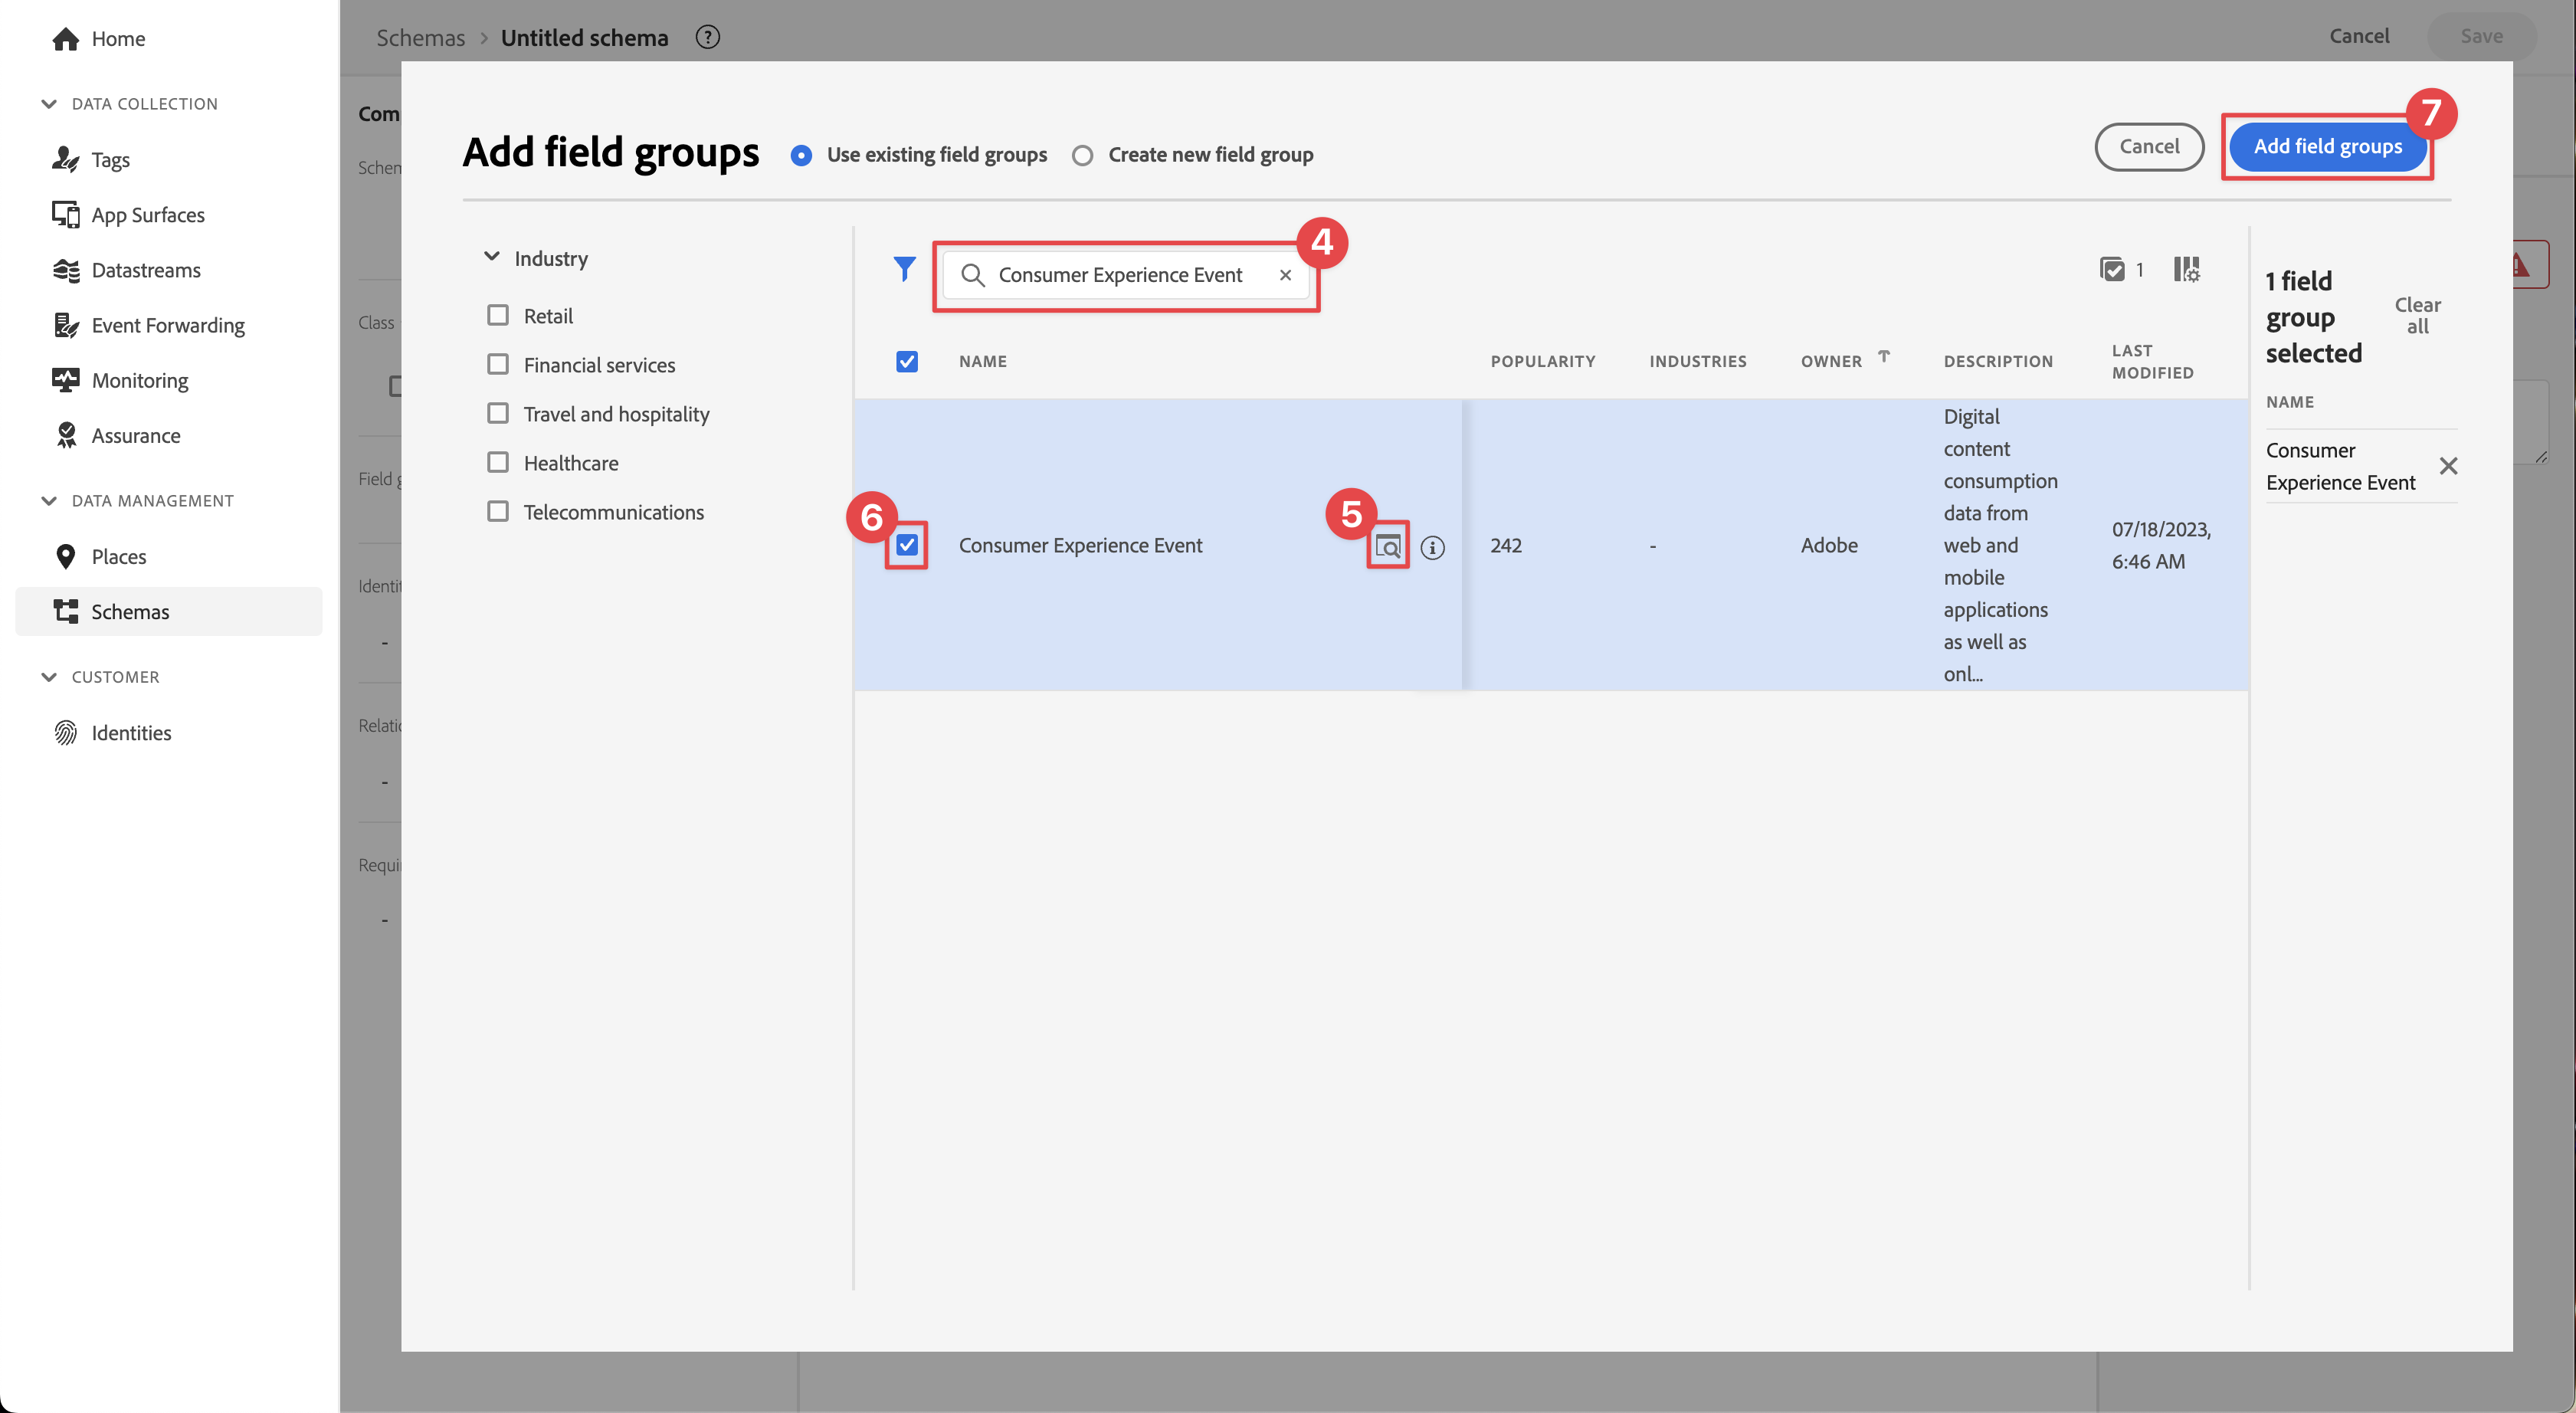 Home
DATA COLLECTION
Tags
App Surfaces
Datastreams
Event Forwarding
Monitoring
Assurance
DATA MANAGEMENT
Places
Schemas
CUSTOMER
Identities
Schemas > Untitled schema ?
Cancel
Save
Com
Schem
Class
Field g
Identit
-
Relatio
-
Requi
-
Add field groups
Use existing field groups
Create new field group
Cancel
Add field groups
7
Industry
Retail
Financial services
Travel and hospitality
Healthcare
Telecommunications
Consumer Experience Event
4
1
NAME
POPULARITY
INDUSTRIES
OWNER
DESCRIPTION
LAST
MODIFIED
6
Consumer Experience Event
5
242
-
Adobe
Digital
content
consumption
data from
web and
mobile
applications
as well as
onl...
07/18/2023,
6:46 AM
1 field
group
selected
Clear
all
NAME
Consumer
Experience Event